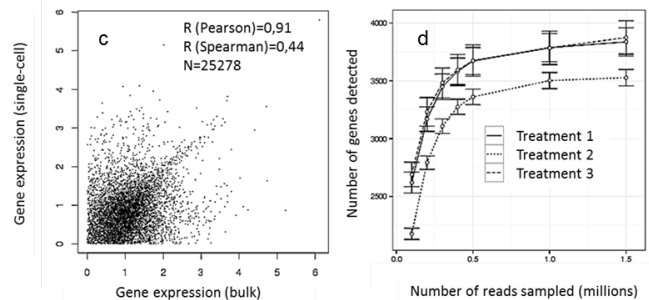 c
R (Pearson)=0,91
R (Spearman)=0,44
N=25278
Gene expression (single-cell)
6
5
4
3
2
1
0
0 1 2 3 4 5 6
Gene expression (bulk)
d
Number of genes detected
4000
3500
3000
2500
Treatment 1
Treatment 2
Treatment 3
0.0 0.5 1.0 1.5
Number of reads sampled (millions)